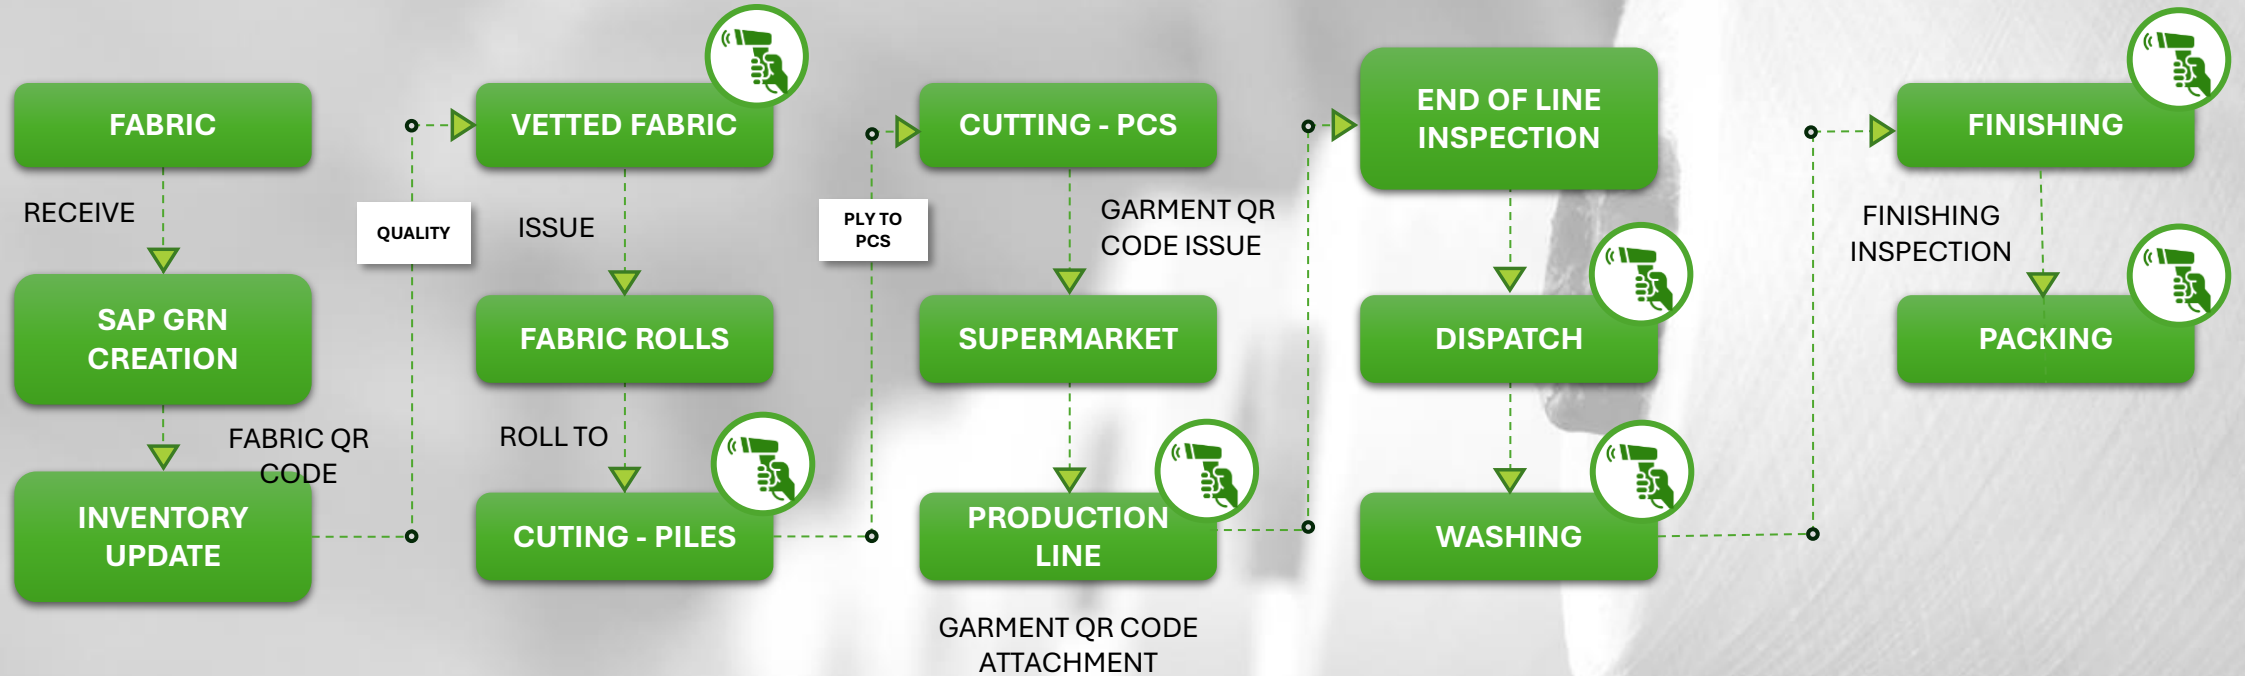 FABRIC
RECEIVE
SAP GRN
CREATION
FABRIC QR
CODE
INVENTORY
UPDATE
QUALITY
VETTED FABRIC
ISSUE
FABRIC ROLLS
ROLL TO
CUTING - PILES
PLY TO
PCS
CUTTING - PCS
GARMENT QR
CODE ISSUE
SUPERMARKET
PRODUCTION
LINE
GARMENT QR CODE
ATTACHMENT
END OF LINE
INSPECTION
DISPATCH
WASHING
FINISHING
FINISHING
INSPECTION
PACKING